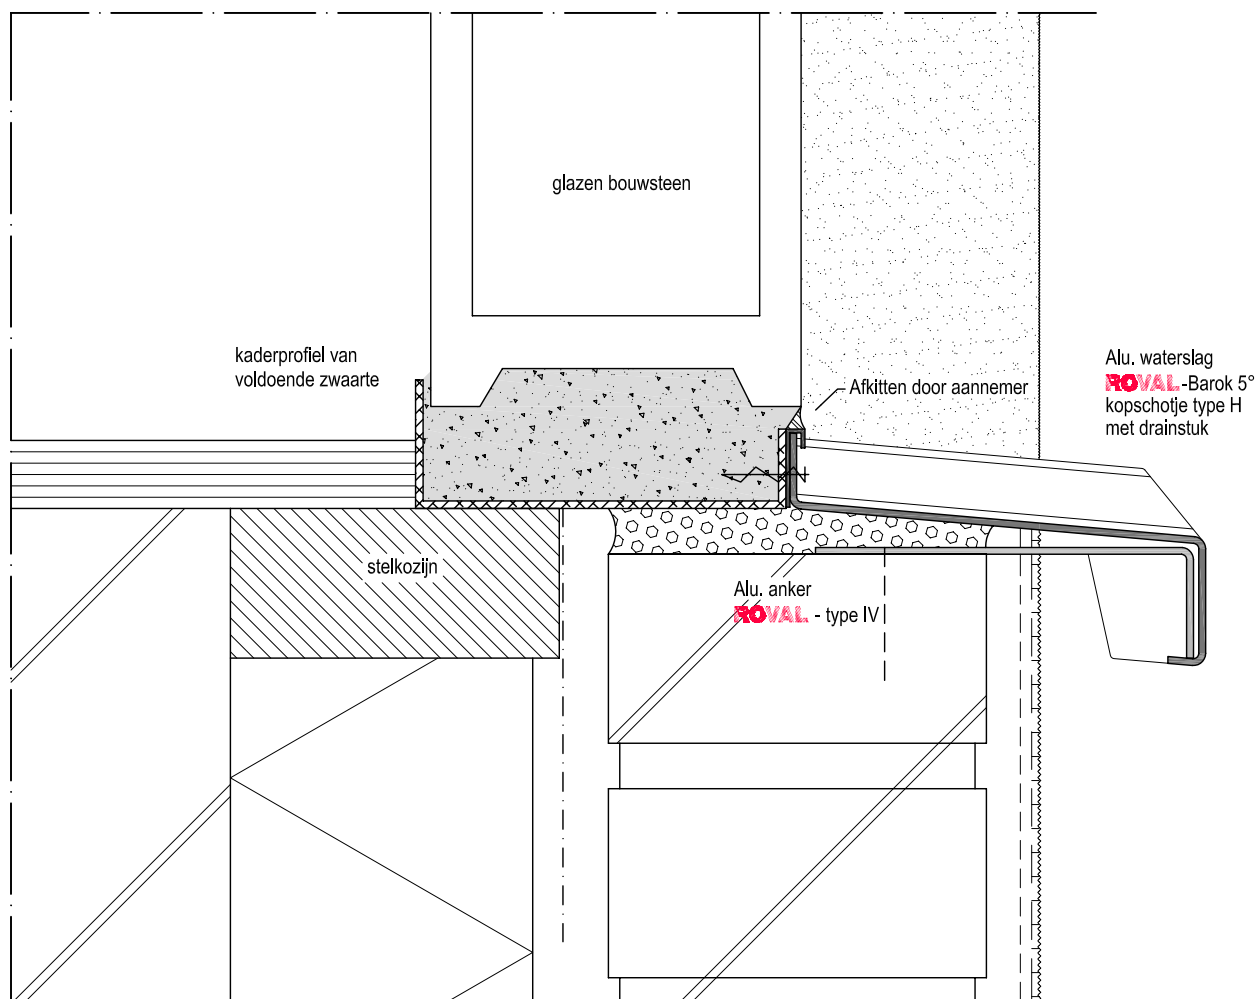 glazen bouwsteen
kaderprofiel van
voldoende zwaarte
Afkitten door aannemer
Alu. waterslag
ROVAL-Barok 5°
kopschotje type H
met drainstuk
stelkozijn
Alu. anker
ROVAL - type IV